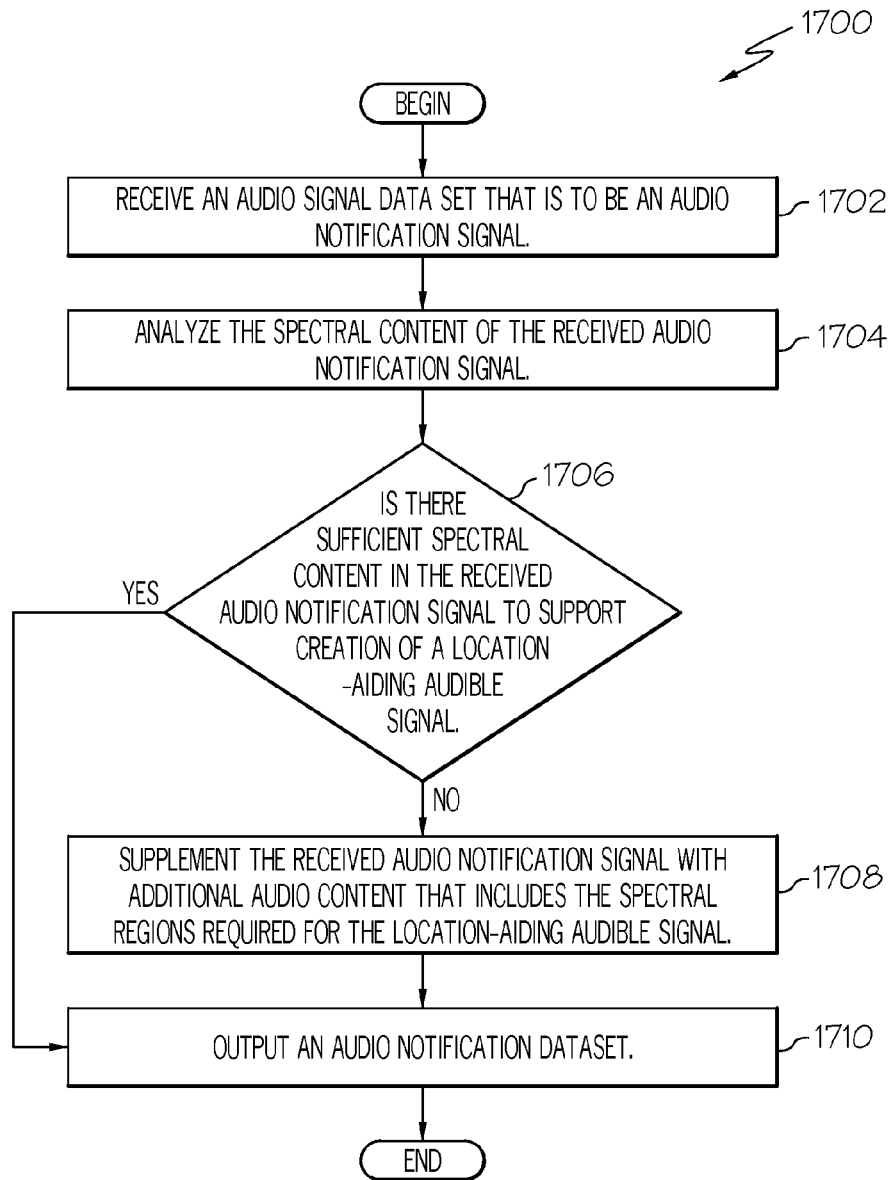 1700
BEGIN
RECEIVE AN AUDIO SIGNAL DATA SET THAT IS TO BE AN AUDIO
NOTIFICATION SIGNAL.
1702
ANALYZE THE SPECTRAL CONTENT OF THE RECEIVED AUDIO
NOTIFICATION SIGNAL.
1704
1706
IS THERE
SUFFICIENT SPECTRAL
CONTENT IN THE RECEIVED
AUDIO NOTIFICATION SIGNAL TO SUPPORT
CREATION OF A LOCATION
-AIDING AUDIBLE
SIGNAL.
YES
NO
SUPPLEMENT THE RECEIVED AUDIO NOTIFICATION SIGNAL WITH
ADDITIONAL AUDIO CONTENT THAT INCLUDES THE SPECTRAL
REGIONS REQUIRED FOR THE LOCATION-AIDING AUDIBLE SIGNAL.
1708
OUTPUT AN AUDIO NOTIFICATION DATASET.
1710
END